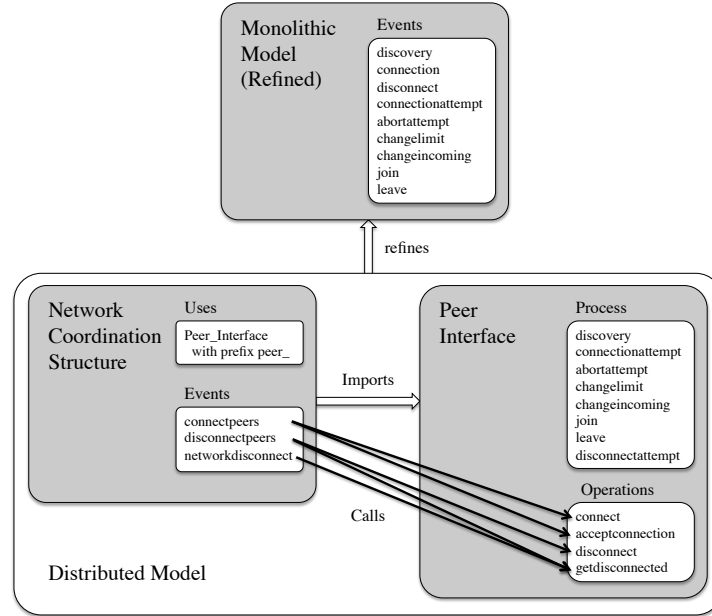 Monolithic
Model
(Refined)
Events
discovery
connection
disconnect
connectionattempt
abortattempt
changelimit
changeincoming
join
leave
refines
Network
Coordination
Structure
Uses
Peer_Interface
with prefix peer_
Events
connectpeers
disconnectpeers
networkdisconnect
Imports
Calls
Peer
Interface
Process
discovery
connectionattempt
abortattempt
changelimit
changeincoming
join
leave
disconnectattempt
Operations
connect
acceptconnection
disconnect
getdisconnected
Distributed Model